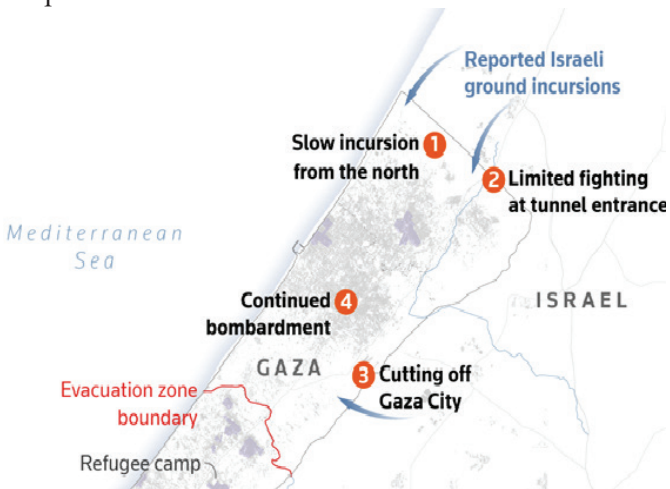 Reported Israeli
ground incursions
Slow incursion 1
from the north
2 Limited fighting
at tunnel entrance
Mediterranean
Sea
ISRAEL
Continued 4
bombardment
GAZA
3 Cutting off
Gaza City
Evacuation zone
boundary
Refugee camp